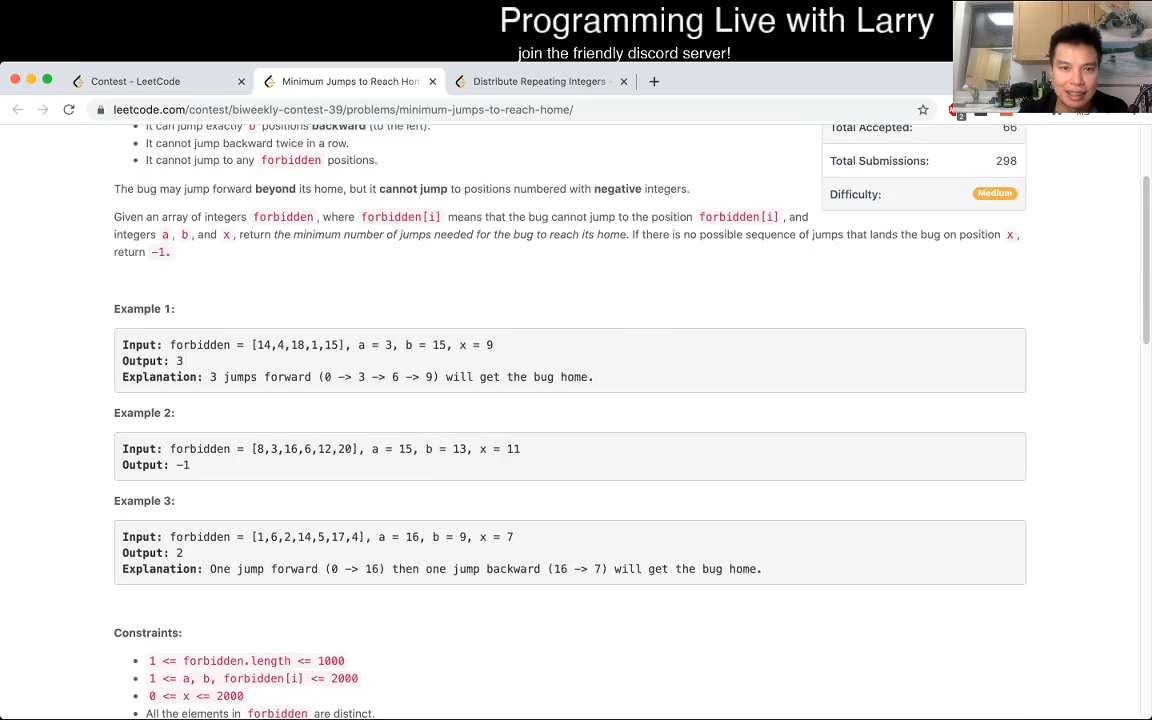 Programming Live with Larry
join the friendly discord server!
Contest - LeetCode
Minimum Jumps to Reach Hom
Distribute Repeating Integers
leetcode.com/contest/biweekly-contest-39/problems/minimum-jumps-to-reach-home/
2
It can jump exactly b positions backward (to the left).
It cannot jump backward twice in a row.
It cannot jump to any forbidden positions.
Total Accepted: 66
Total Submissions: 298
Difficulty: Medium
The bug may jump forward beyond its home, but it cannot jump to positions numbered with negative integers.
Given an array of integers forbidden, where forbidden[i] means that the bug cannot jump to the position forbidden[i], and
integers a, b, and x, return the minimum number of jumps needed for the bug to reach its home. If there is no possible sequence of jumps that lands the bug on position x,
return -1.
Example 1:
Input: forbidden = [14,4,18,1,15], a = 3, b = 15, x = 9
Output: 3
Explanation: 3 jumps forward (0 -> 3 -> 6 -> 9) will get the bug home.
Example 2:
Input: forbidden = [8,3,16,6,12,20], a = 15, b = 13, x = 11
Output: -1
Example 3:
Input: forbidden = [1,6,2,14,5,17,4], a = 16, b = 9, x = 7
Output: 2
Explanation: One jump forward (0 -> 16) then one jump backward (16 -> 7) will get the bug home.
Constraints:
1 <= forbidden.length <= 1000
1 <= a, b, forbidden[i] <= 2000
0 <= x <= 2000
All the elements in forbidden are distinct.